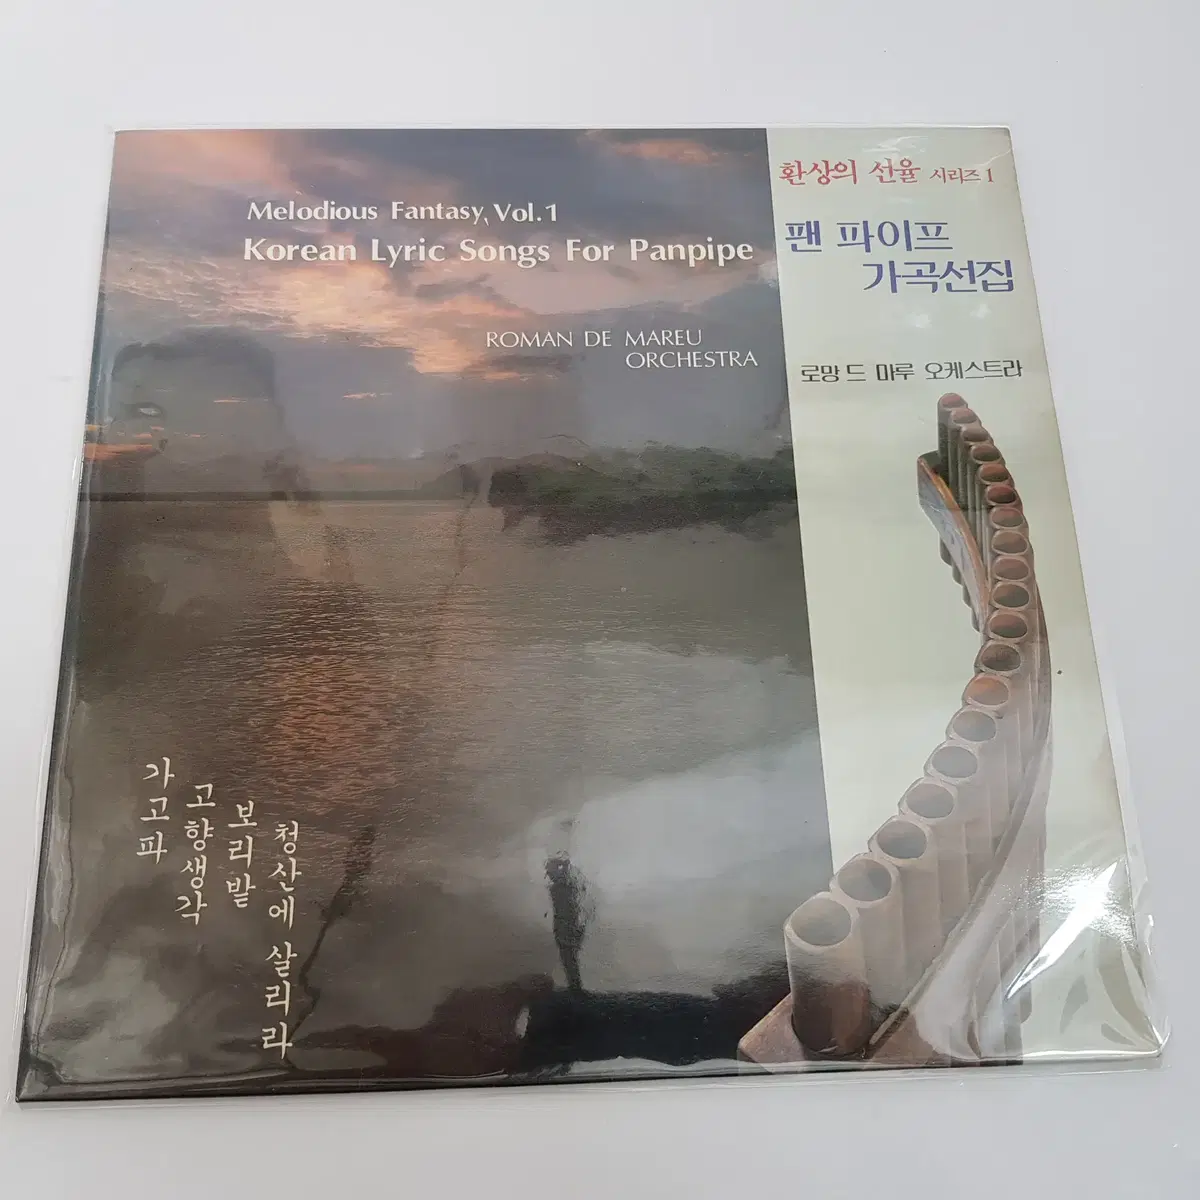 Melodious Fantasy, Vol.1
Korean Lyric Songs For Panpipe
ROMAN DE MAREU
ORCHESTRA
환상의 선율 시리즈 1
팬 파이프
가곡선집
로망 드 마루 오케스트라
가고파
고향생각
보리밭
청산에 살리라